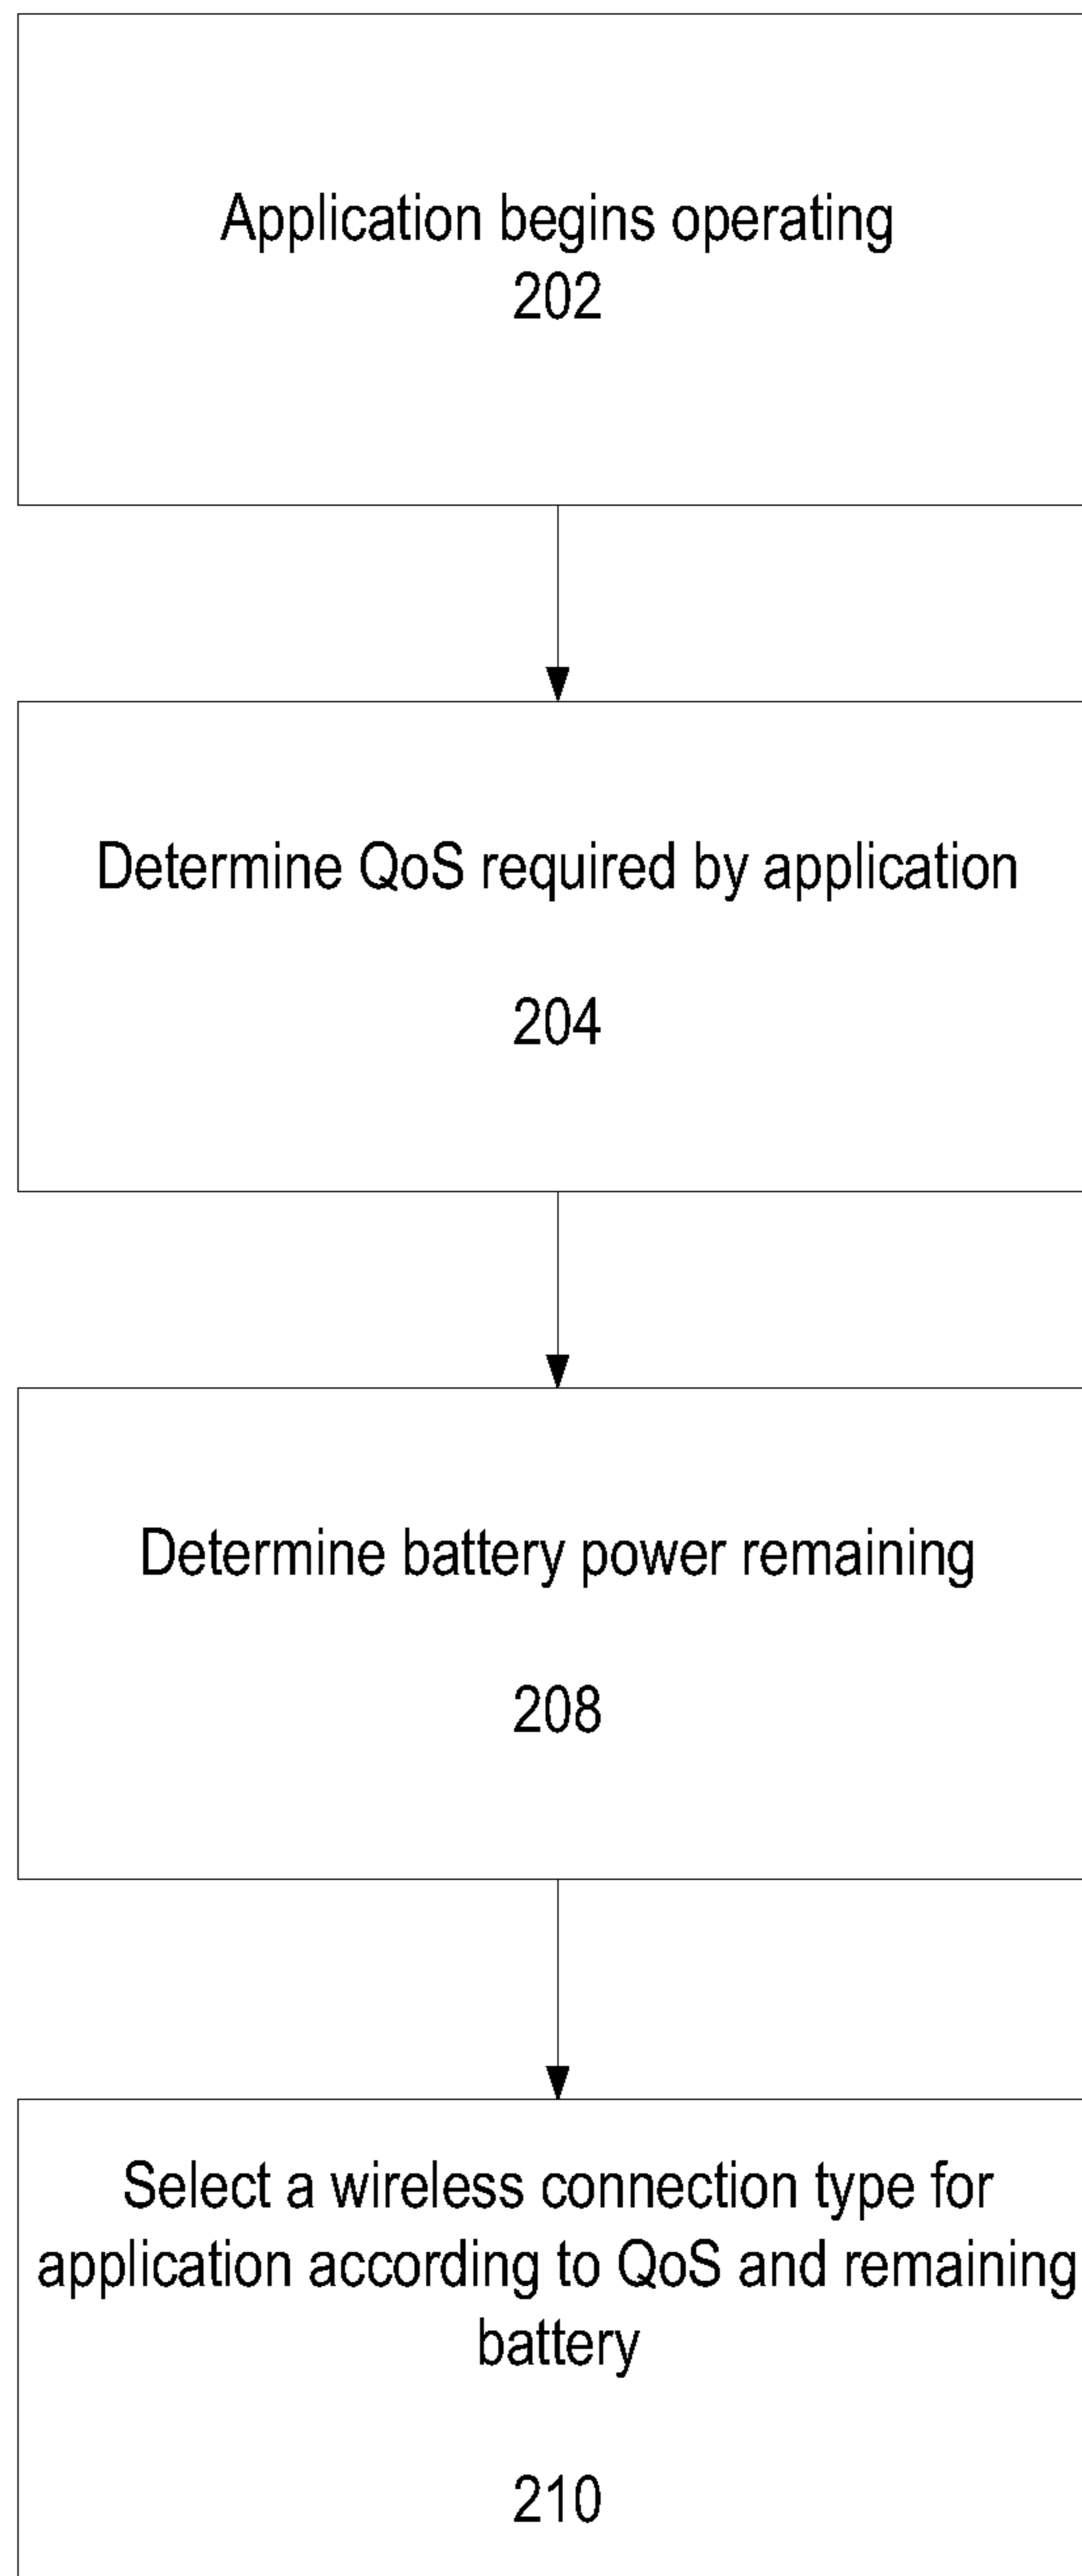 Application begins operating
202
Determine QoS required by application
204
Determine battery power remaining
208
Select a wireless connection type for
application according to QoS and remaining
battery
210